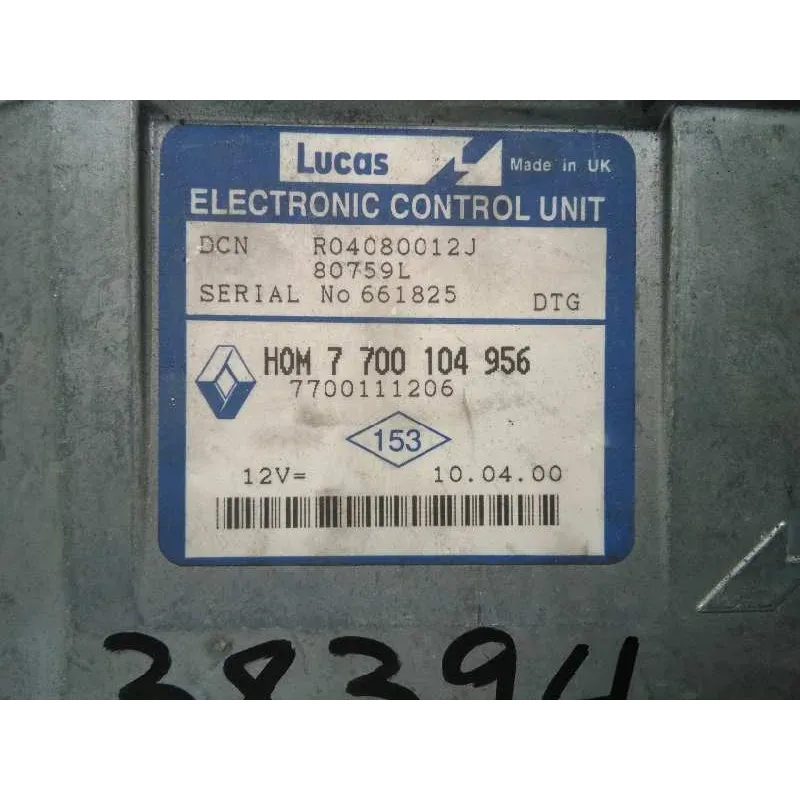 Lucas Made in UK
ELECTRONIC CONTROL UNIT
DCN R04080012J
80759L
SERIAL No 661825 DTG
HOM 7 700 104 956
7700111206
153
12V= 10.04.00